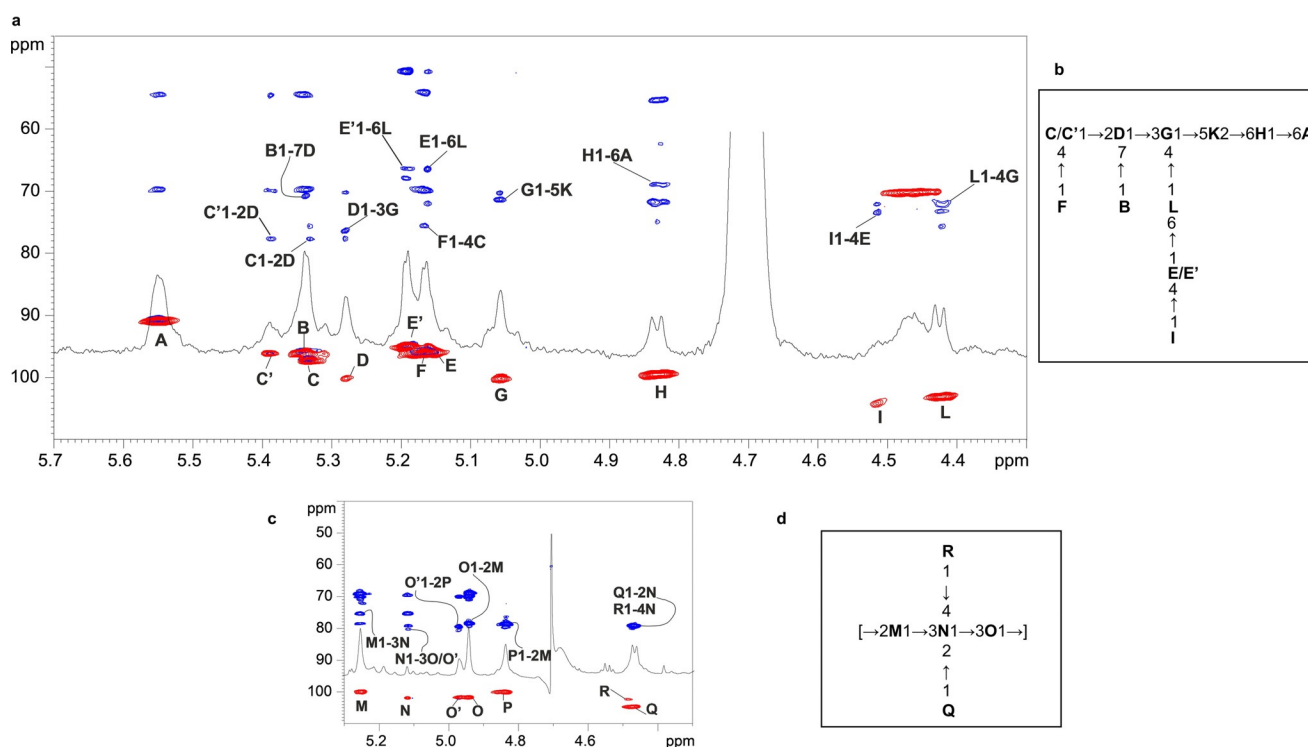 a
ppm
60
70
80
90
100
5.7 5.6 5.5 5.4 5.3 5.2 5.1 5.0 4.9 4.8 4.7 4.6 4.5 4.4 ppm
E'1-6L
E1-6L
B1-7D
H1-6A
L1-4G
D1-3G
G1-5K
C'1-2D
F1-4C
I1-4E
C1-2D
A
B
E'
C'
C
D
F
E
G
H
I
L
b
C/C'1→2D1→3G1→5K2→6H1→6A
4 7 4
↑ ↑ ↑
1 1 1
F B L
6
↑
1
E/E'
4
↑
1
I
c
ppm
50
60
70
80
90
100
5.2 5.0 4.8 4.6 ppm
O1-2M
O'1-2P
Q1-2N
R1-4N
M1-3N
N1-3O/O'
P1-2M
M
N
O'
O
P
R
Q
d
R
1
↓
4
[→2M1→3N1→3O1→]
2
↑
1
Q